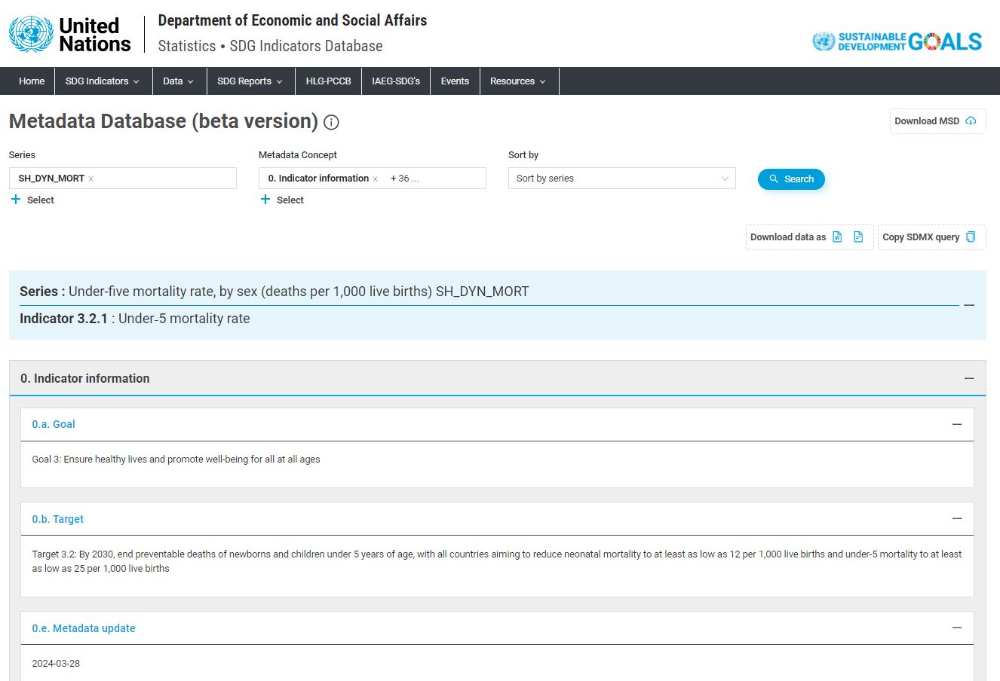 United
Nations
Department of Economic and Social Affairs
Statistics • SDG Indicators Database
SUSTAINABLE
DEVELOPMENT GOALS
Home SDG Indicators Data SDG Reports HLG-PCCB IAEG-SDG's Events Resources
Metadata Database (beta version)
Download MSD
Series Metadata Concept Sort by
SH_DYN_MORT × 0. Indicator information × + 36 ... Sort by series Search
+ Select + Select
Download data as Copy SDMX query
Series : Under-five mortality rate, by sex (deaths per 1,000 live births) SH_DYN_MORT
Indicator 3.2.1 : Under-5 mortality rate
0. Indicator information
0.a. Goal
Goal 3: Ensure healthy lives and promote well-being for all at all ages
0.b. Target
Target 3.2: By 2030, end preventable deaths of newborns and children under 5 years of age, with all countries aiming to reduce neonatal mortality to at least as low as 12 per 1,000 live births and under-5 mortality to at least
as low as 25 per 1,000 live births
0.e. Metadata update
2024-03-28